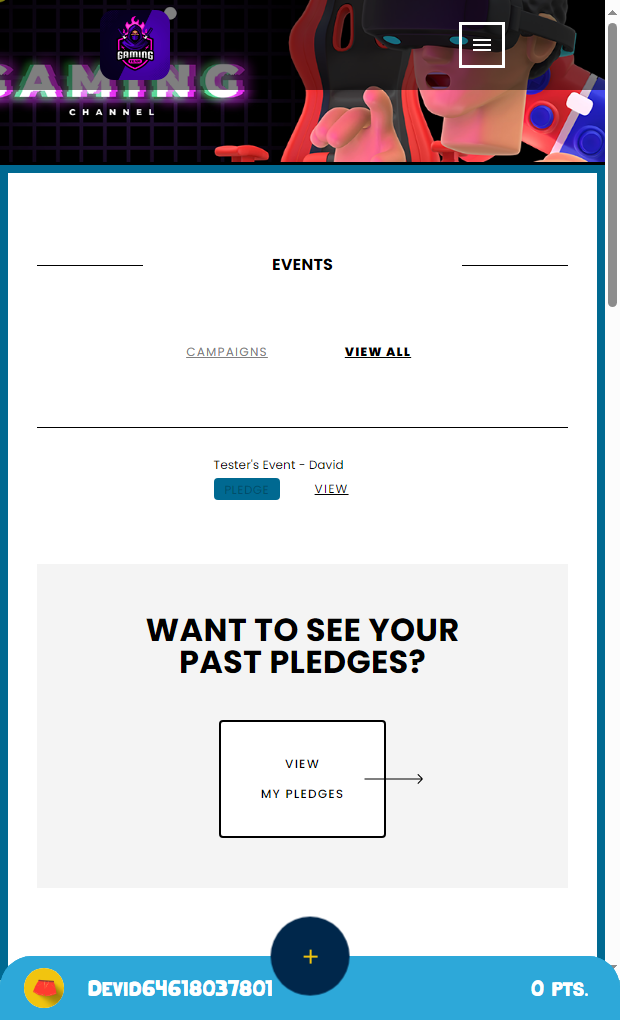 GAMING
GAMING
CHANNEL
EVENTS
CAMPAIGNS VIEW ALL
Tester's Event - David
PLEDGE VIEW
WANT TO SEE YOUR
PAST PLEDGES?
VIEW
MY PLEDGES
+
Devid64618037801 0 PTS.